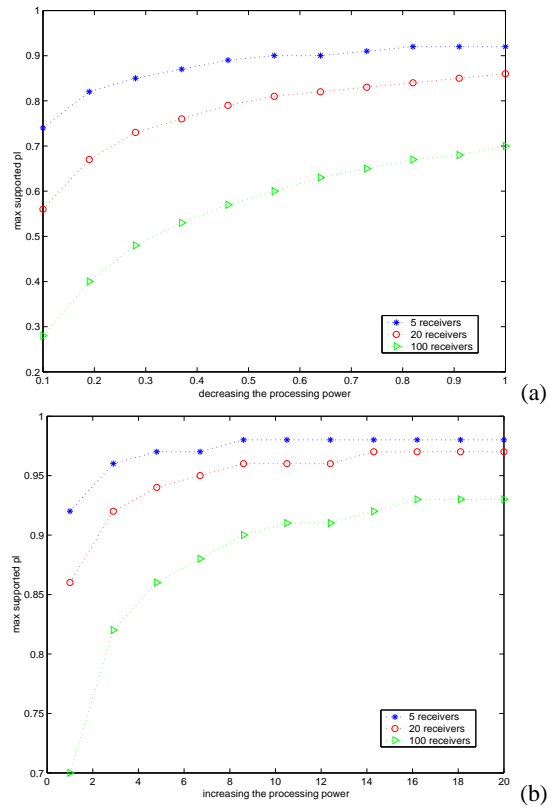 1
0.9
0.8
0.7
0.6
0.5
0.4
0.3
0.2
max supported pl
5 receivers
20 receivers
100 receivers
0.1 0.2 0.3 0.4 0.5 0.6 0.7 0.8 0.9 1
decreasing the processing power
(a)
1
0.95
0.9
0.85
0.8
0.75
0.7
max supported pl
5 receivers
20 receivers
100 receivers
0 2 4 6 8 10 12 14 16 18 20
increasing the processing power
(b)